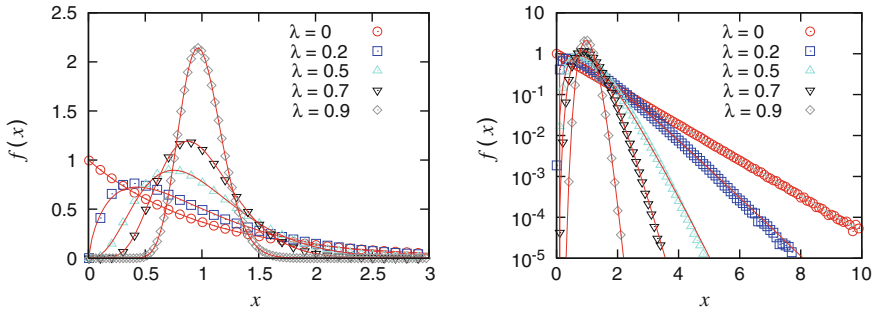 2.5
2
1.5
1
0.5
0
0
0.5
1
1.5
2
2.5
3
f(x)
x
λ = 0
λ = 0.2
λ = 0.5
λ = 0.7
λ = 0.9
10
1
10⁻¹
10⁻²
10⁻³
10⁻⁴
10⁻⁵
0
2
4
6
8
10
f(x)
x
λ = 0
λ = 0.2
λ = 0.5
λ = 0.7
λ = 0.9